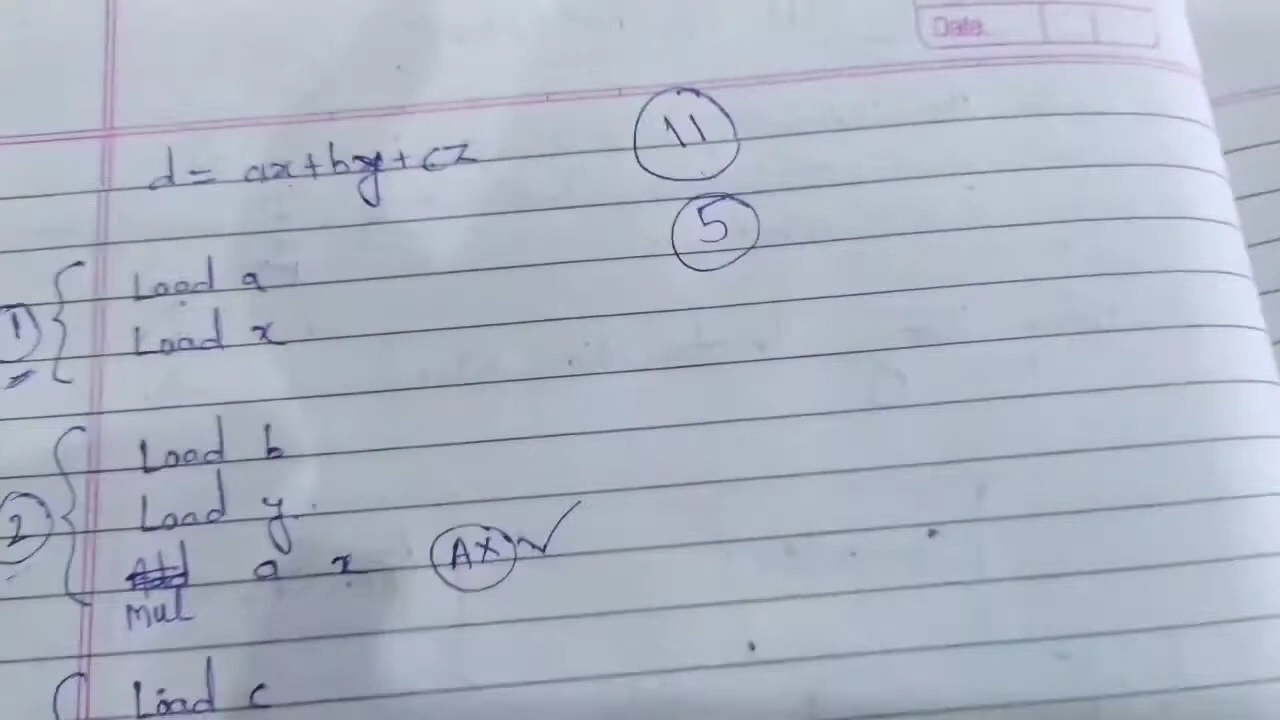 Date.
d = ax + by + cz 11
5
1 Load a
Load x
2 Load b
Load y
Add a x AX ✓
Mul
Load c